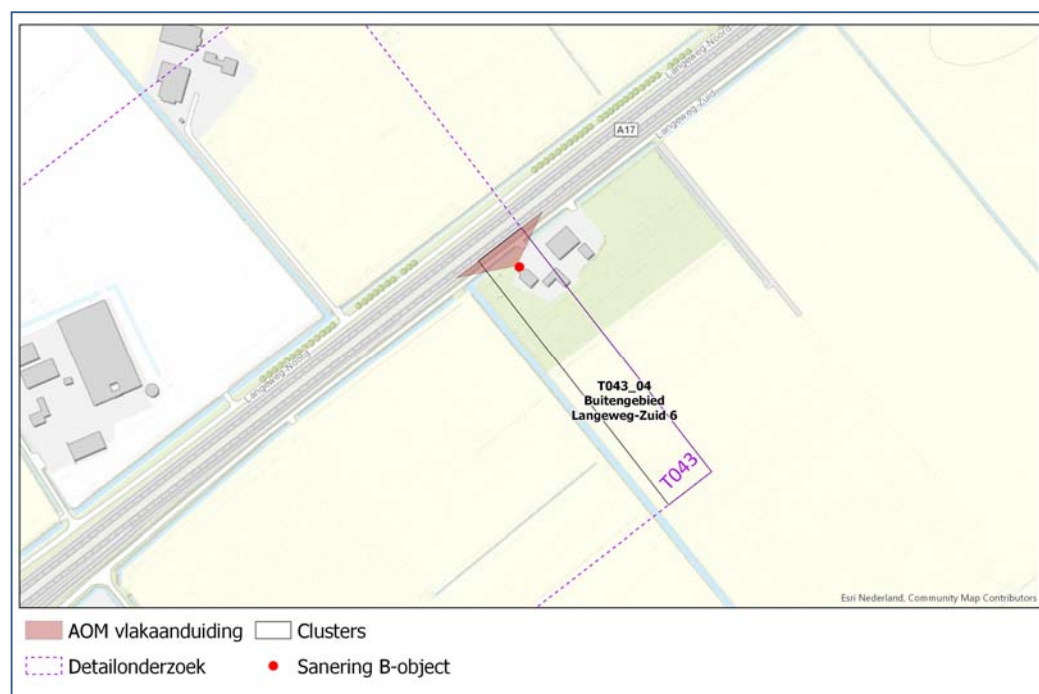 Langeweg-Noord
Langeweg-Zuid
A17
Langeweg-Noord
T043_04
Buitengebied
Langeweg-Zuid 6
T043
Esri Nederland, Community Map Contributors
AOM vlakaanduiding
Clusters
Detailonderzoek
Sanering B-object